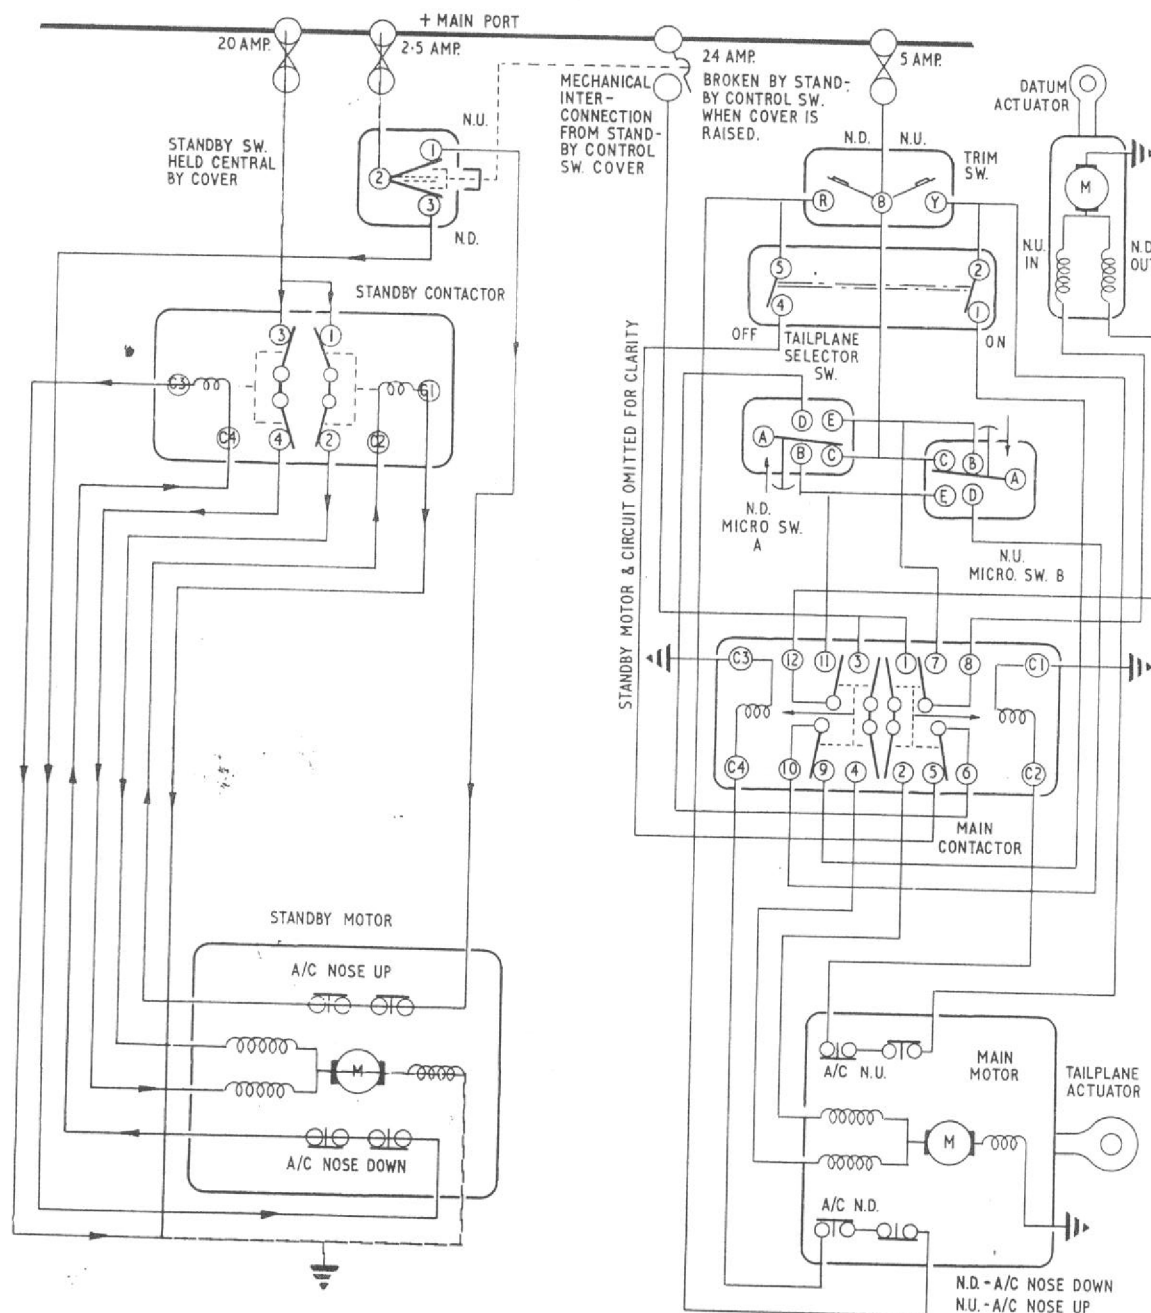 + MAIN PORT
20 AMP.
2·5 AMP.
24 AMP.
5 AMP.
MECHANICAL
INTER-
CONNECTION
FROM STAND-
BY CONTROL
SW. COVER
BROKEN BY STAND-
BY CONTROL SW.
WHEN COVER IS
RAISED.
DATUM
ACTUATOR
STANDBY SW.
HELD CENTRAL
BY COVER
N.U.
1
2
3
N.D.
N.D.
N.U.
TRIM
SW.
R
B
Y
M
N.U.
IN
N.D.
OUT
5
4
2
1
OFF
TAILPLANE
SELECTOR
SW.
ON
STANDBY CONTACTOR
3
1
C3
C1
C4
4
2
C2
STANDBY MOTOR & CIRCUIT OMITTED FOR CLARITY
D
E
A
B
C
N.D.
MICRO SW.
A
C
B
A
E
D
N.U.
MICRO. SW. B
C3
12
11
3
1
7
8
C1
C4
10
9
4
2
5
6
C2
MAIN
CONTACTOR
STANDBY MOTOR
A/C NOSE UP
M
A/C NOSE DOWN
A/C N.U.
MAIN
MOTOR
M
A/C N.D.
TAILPLANE
ACTUATOR
N.D.-A/C NOSE DOWN
N.U.-A/C NOSE UP